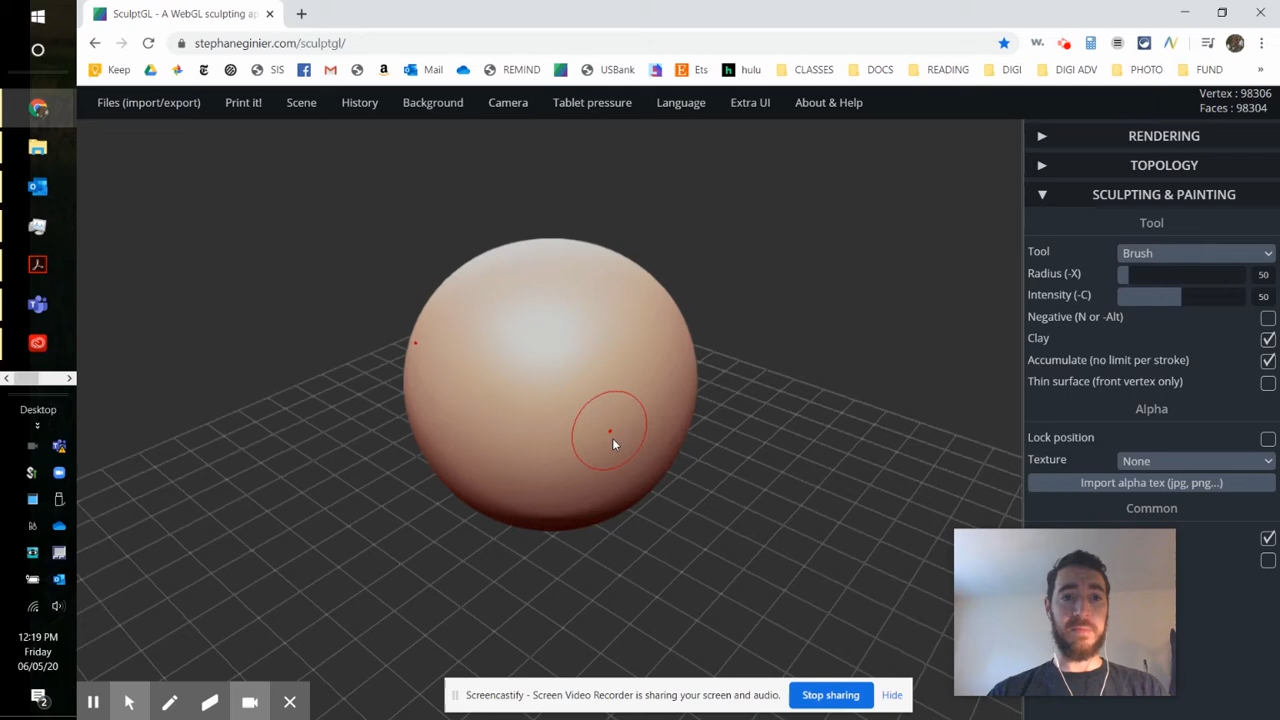 SculptGL - A WebGL sculpting ap
stephaneginier.com/sculptgl/
W.
Keep
SIS
Mail
REMIND
USBank
Ets
hulu
CLASSES
DOCS
READING
DIGI
DIGI ADV
PHOTO
FUND
Files (import/export) Print it! Scene History Background Camera Tablet pressure Language Extra UI About & Help
Vertex : 98306
Faces : 98304
RENDERING
TOPOLOGY
SCULPTING & PAINTING
Tool
Tool Brush
Radius (-X) 50
Intensity (-C) 50
Negative (N or -Alt)
Clay
Accumulate (no limit per stroke)
Thin surface (front vertex only)
Alpha
Lock position
Texture None
Import alpha tex (jpg, png...)
Common
Desktop
12:19 PM
Friday
06/05/20
2
Screencastify - Screen Video Recorder is sharing your screen and audio. Stop sharing Hide